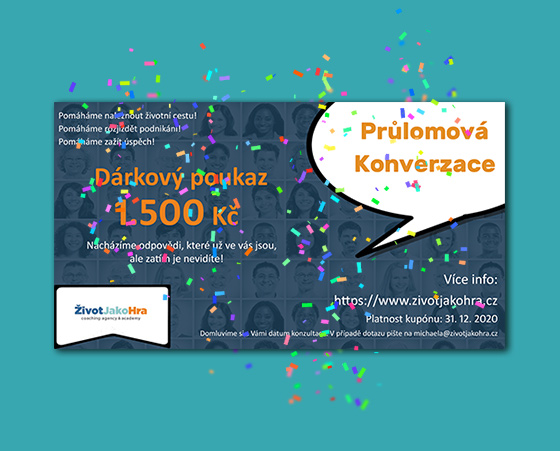 Pomáháme naleznout životní cestu!
Pomáháme rozjíždět podnikání!
Pomáháme zažít úspěch!
Průlomová
Konverzace
Dárkový poukaz
1.500 Kč
Nacházíme odpovědi, které už ve vás jsou,
ale zatím je nevidíte!
Více info:
https://www.zivotjakohra.cz
Platnost kupónu: 31. 12. 2020
ŽivotJakoHra
coaching agency & academy
Domluvíme si s Vámi datum konzultace. V případě dotazu pište na michaela@zivotjakohra.cz